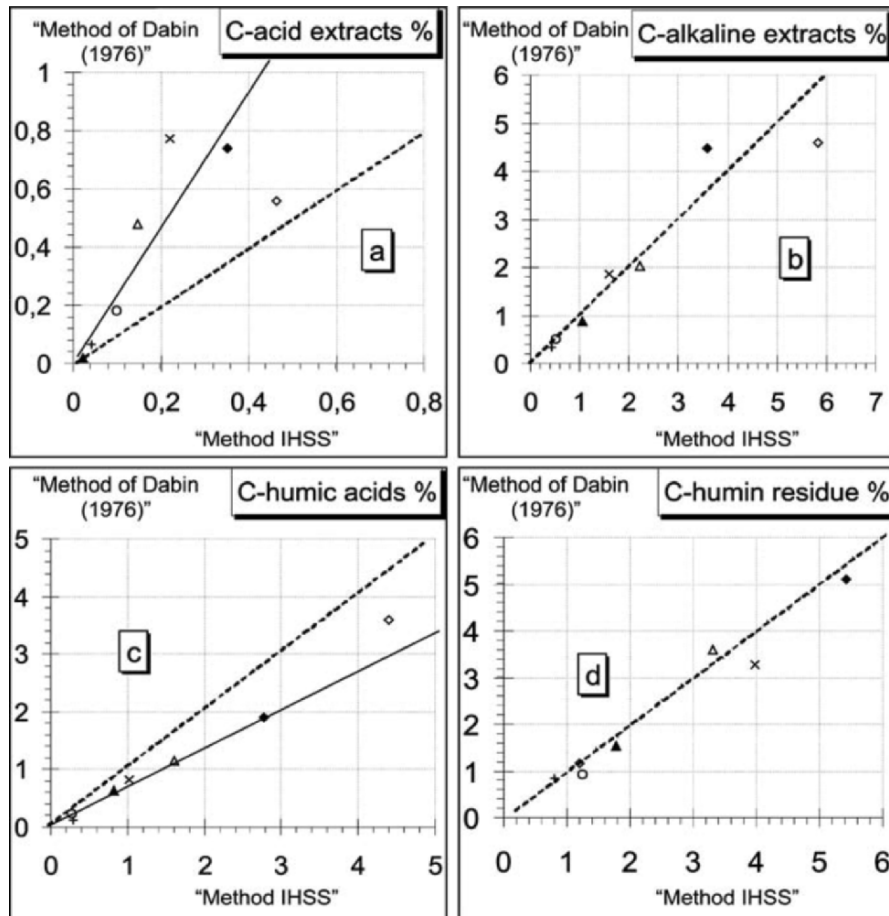 “Method of Dabin
(1976)”
C-acid extracts %
1
0,8
0,6
0,4
0,2
0
a
0
0,2
0,4
0,6
0,8
“Method IHSS”
“Method of Dabin
(1976)”
C-alkaline extracts %
6
5
4
3
2
1
0
b
0 1 2 3 4 5 6 7
“Method IHSS”
“Method of Dabin
(1976)”
C-humic acids %
5
4
3
2
1
0
c
0 1 2 3 4 5
“Method IHSS”
“Method of Dabin
(1976)”
C-humin residue %
6
5
4
3
2
1
0
d
0 1 2 3 4 5 6
“Method IHSS”